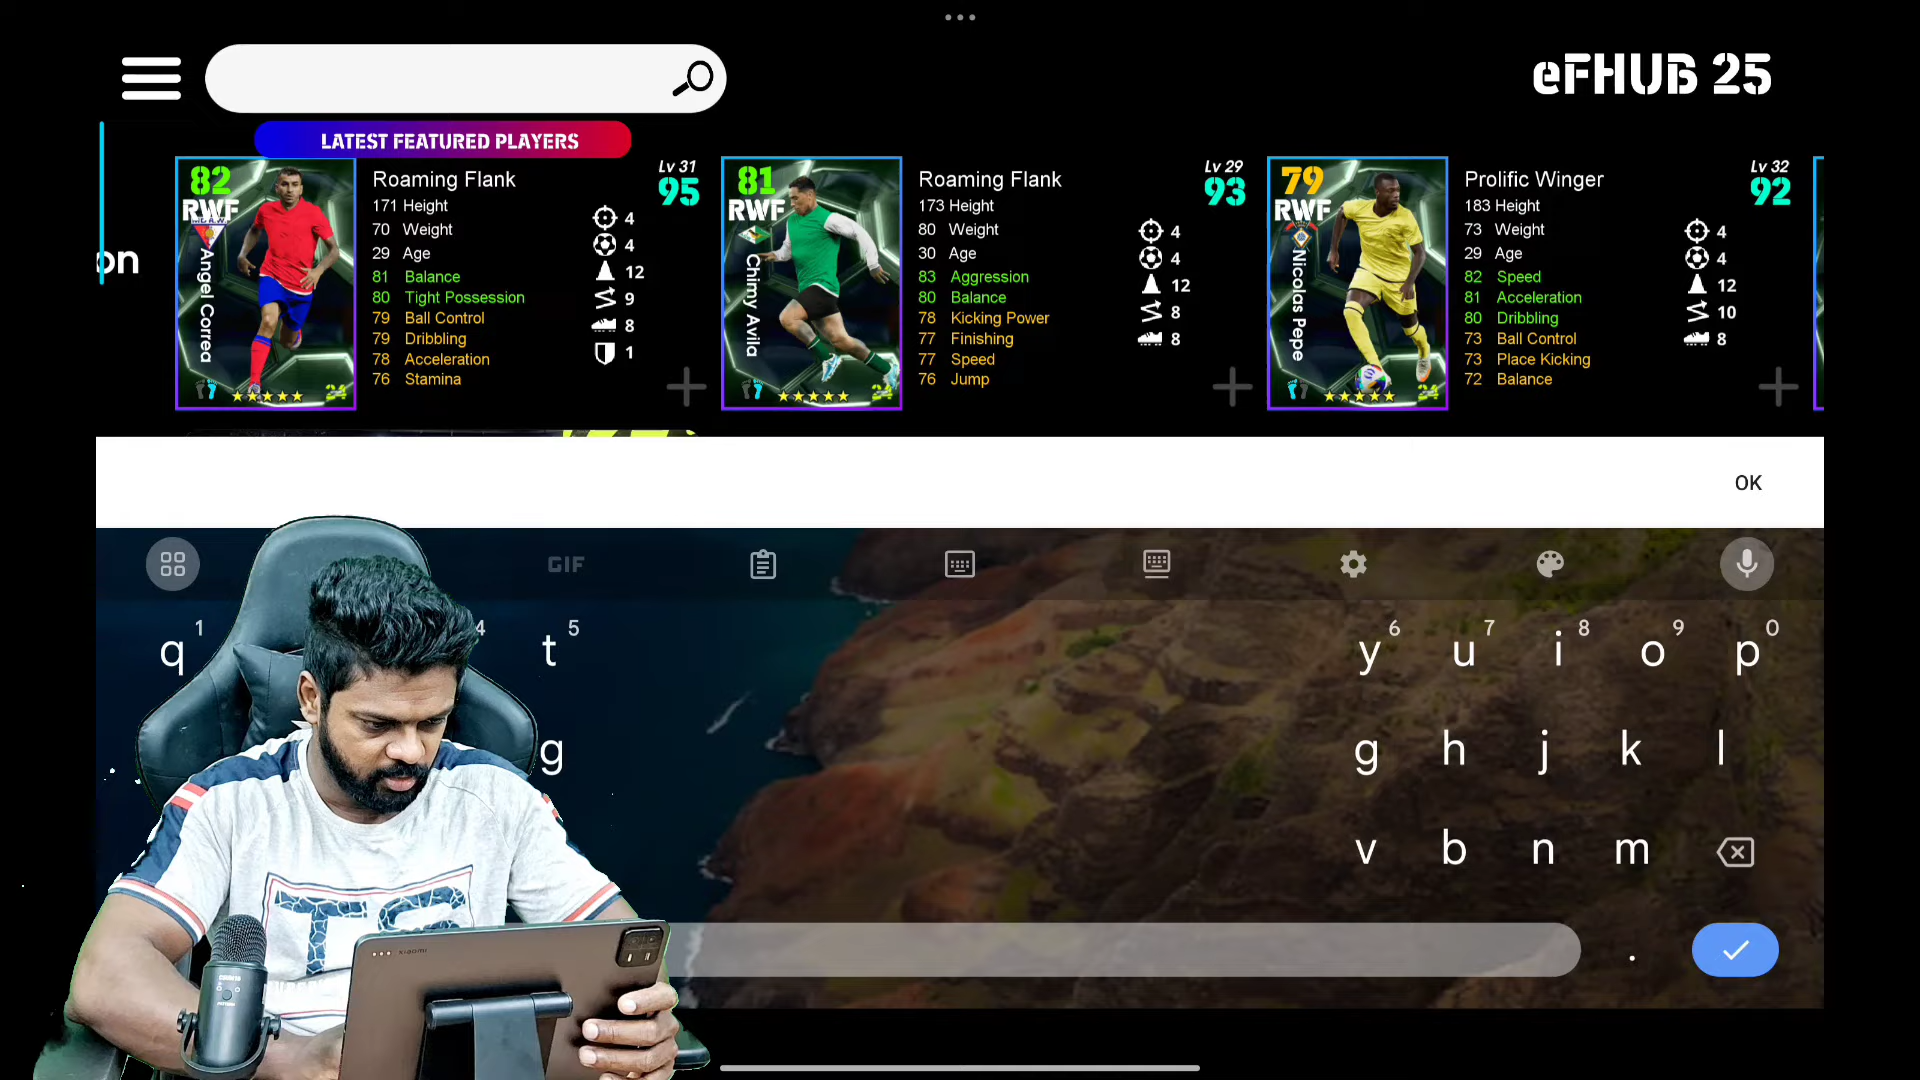 eFHUB 25
LATEST FEATURED PLAYERS
on
82
RWF
Angel Correa
24
Roaming Flank
171 Height
70 Weight
29 Age
81 Balance
80 Tight Possession
79 Ball Control
79 Dribbling
78 Acceleration
76 Stamina
Lv 31
95
4
4
12
9
8
1
81
RWF
Chimy Avila
24
Roaming Flank
173 Height
80 Weight
30 Age
83 Aggression
80 Balance
78 Kicking Power
77 Finishing
77 Speed
76 Jump
Lv 29
93
4
4
12
8
8
79
RWF
Nicolas Pepe
24
Prolific Winger
183 Height
73 Weight
29 Age
82 Speed
81 Acceleration
80 Dribbling
73 Ball Control
73 Place Kicking
72 Balance
Lv 32
92
4
4
12
10
8
OK
GIF
q 1 4 t 5 y 6 u 7 i 8 o 9 p 0
g g h j k l
v b n m
.
xiaomi